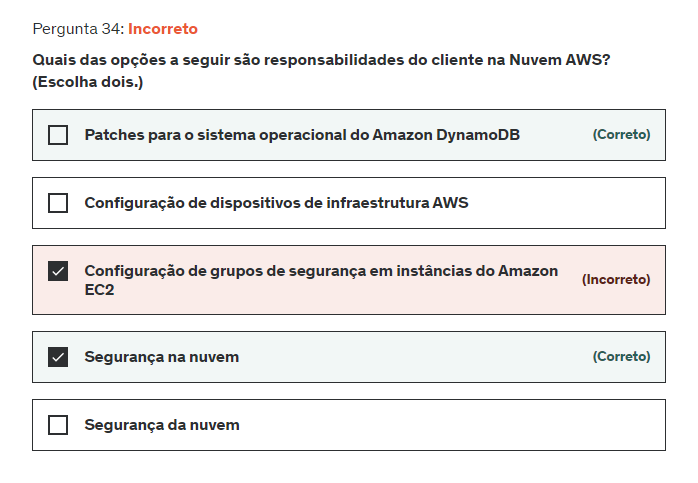 Pergunta 34: Incorreto
Quais das opções a seguir são responsabilidades do cliente na Nuvem AWS?
(Escolha dois.)
Patches para o sistema operacional do Amazon DynamoDB (Correto)
Configuração de dispositivos de infraestrutura AWS
Configuração de grupos de segurança em instâncias do Amazon
EC2 (Incorreto)
Segurança na nuvem (Correto)
Segurança da nuvem